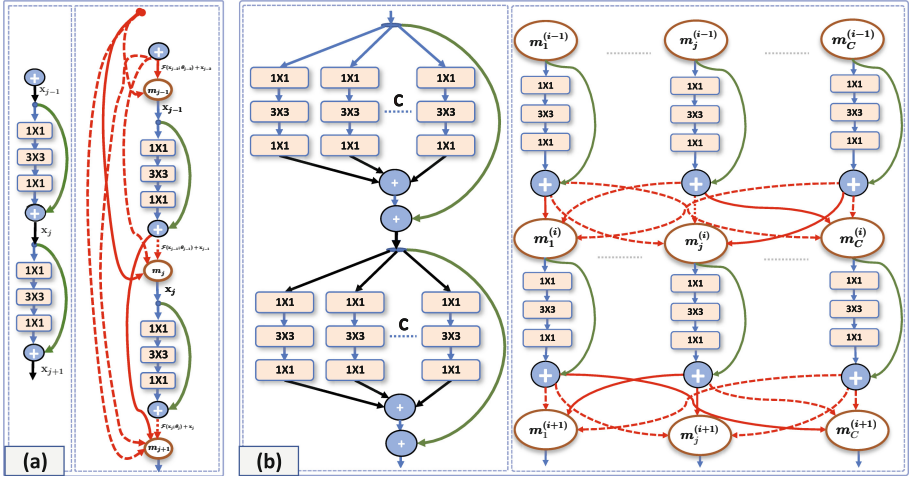 x_{j-1}
1X1
3X3
1X1
x_j
1X1
3X3
1X1
x_{j+1}
(a)
m_{j-1}
x_{j-1}
1X1
3X3
1X1
m_j
x_j
1X1
3X3
1X1
F(x_j; θ_j) + x_j
m_{j+1}
1X1 1X1 1X1
3X3 3X3 C 3X3
1X1 1X1 1X1
+
+
1X1 1X1 1X1
3X3 3X3 C 3X3
1X1 1X1 1X1
+
+
(b)
m_1^{(i-1)} m_j^{(i-1)} m_C^{(i-1)}
1X1 1X1 1X1
3X3 3X3 3X3
1X1 1X1 1X1
+ + +
m_1^{(i)} m_j^{(i)} m_C^{(i)}
1X1 1X1 1X1
3X3 3X3 3X3
1X1 1X1 1X1
+ + +
m_1^{(i+1)} m_j^{(i+1)} m_C^{(i+1)}